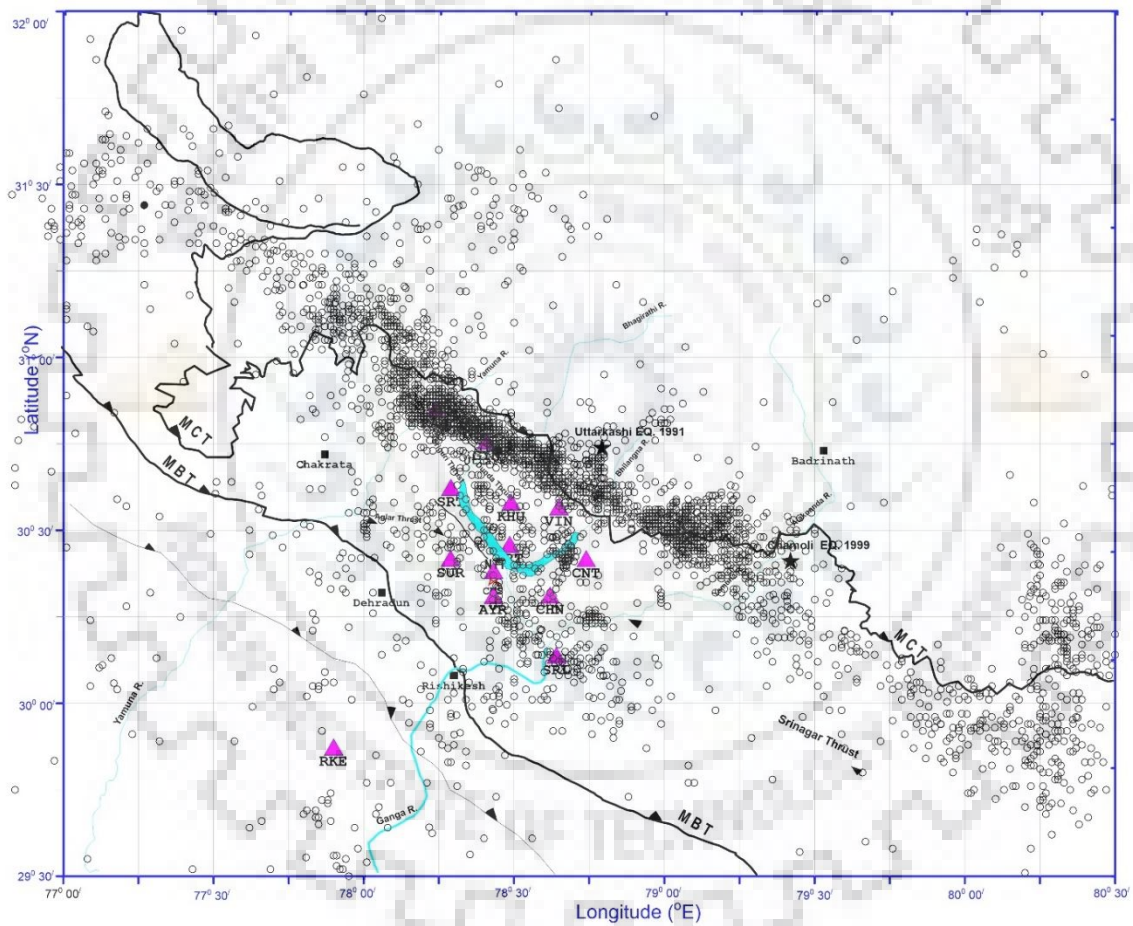 32° 00'
31° 30'
31° 00'
30° 30'
30° 00'
29° 30'
Latitude (°N)
Bhagirathi R.
Yamuna R.
MCT
MBT
Uttarkashi EQ. 1991
Bhilangna R.
Chakrata
Badrinath
KHU
VIN
Chamoli EQ. 1999
SUR
CNT
Dehradun
AYR
CHN
MCT
Rishikesh
Yamuna R.
Srinagar Thrust
RKE
Ganga R.
MBT
77° 00'
77° 30'
78° 00'
78° 30'
79° 00'
79° 30'
80° 00'
80° 30'
Longitude (°E)